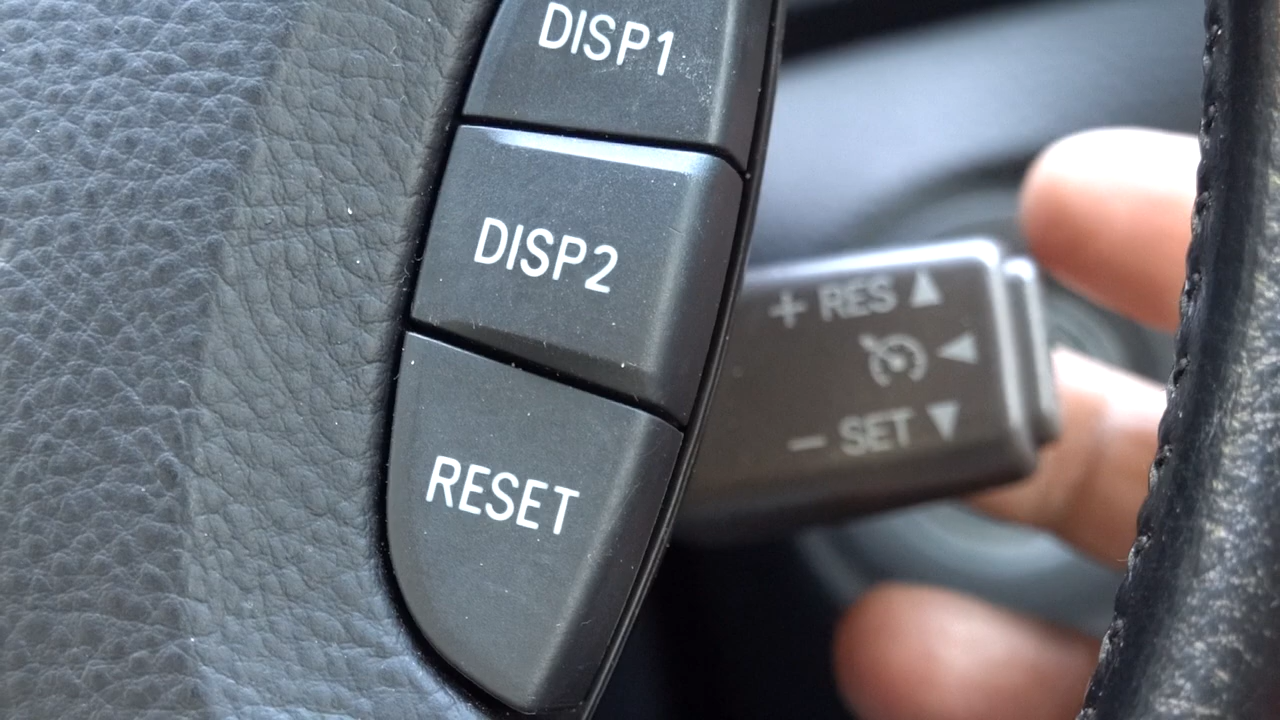 DISP1
DISP2
RESET
+ RES ▲
◀
− SET ▼